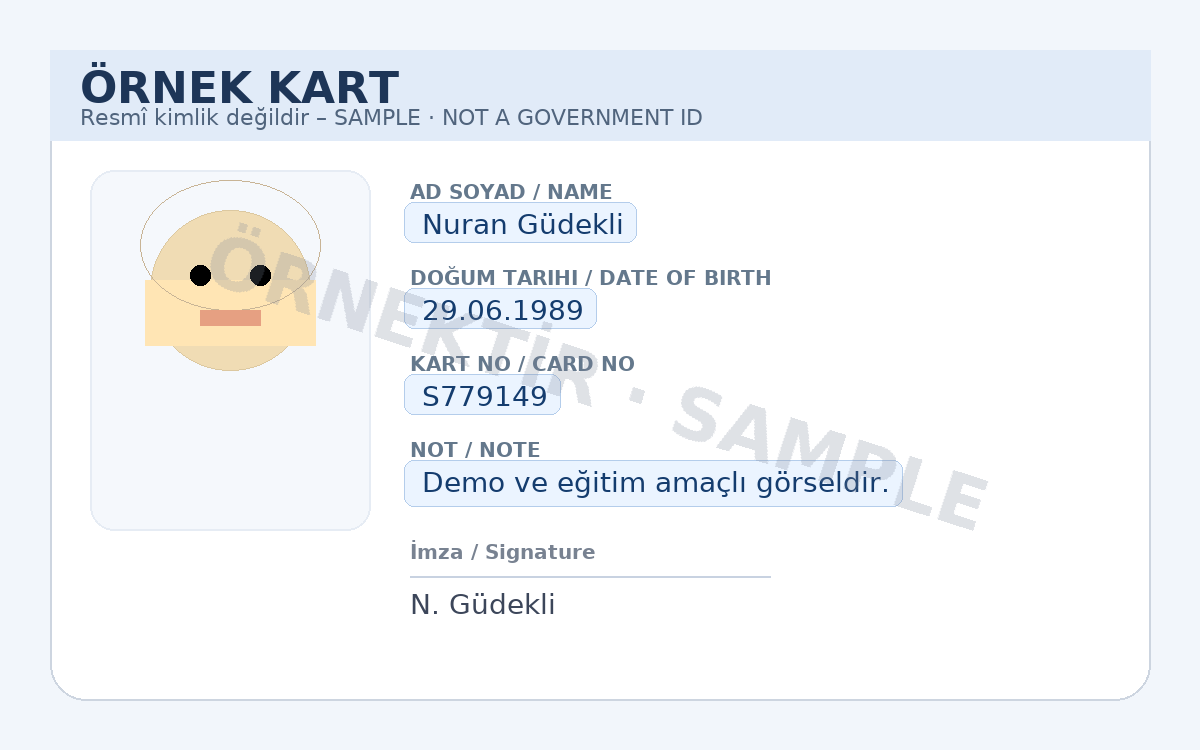 ÖRNEK KART
Resmî kimlik değildir – SAMPLE · NOT A GOVERNMENT ID
AD SOYAD / NAME
Nuran Güdekli
DOĞUM TARIHI / DATE OF BIRTH
29.06.1989
KART NO / CARD NO
S779149
NOT / NOTE
Demo ve eğitim amaçlı görseldir.
İmza / Signature
N. Güdekli
ÖRNEKTİR · SAMPLE